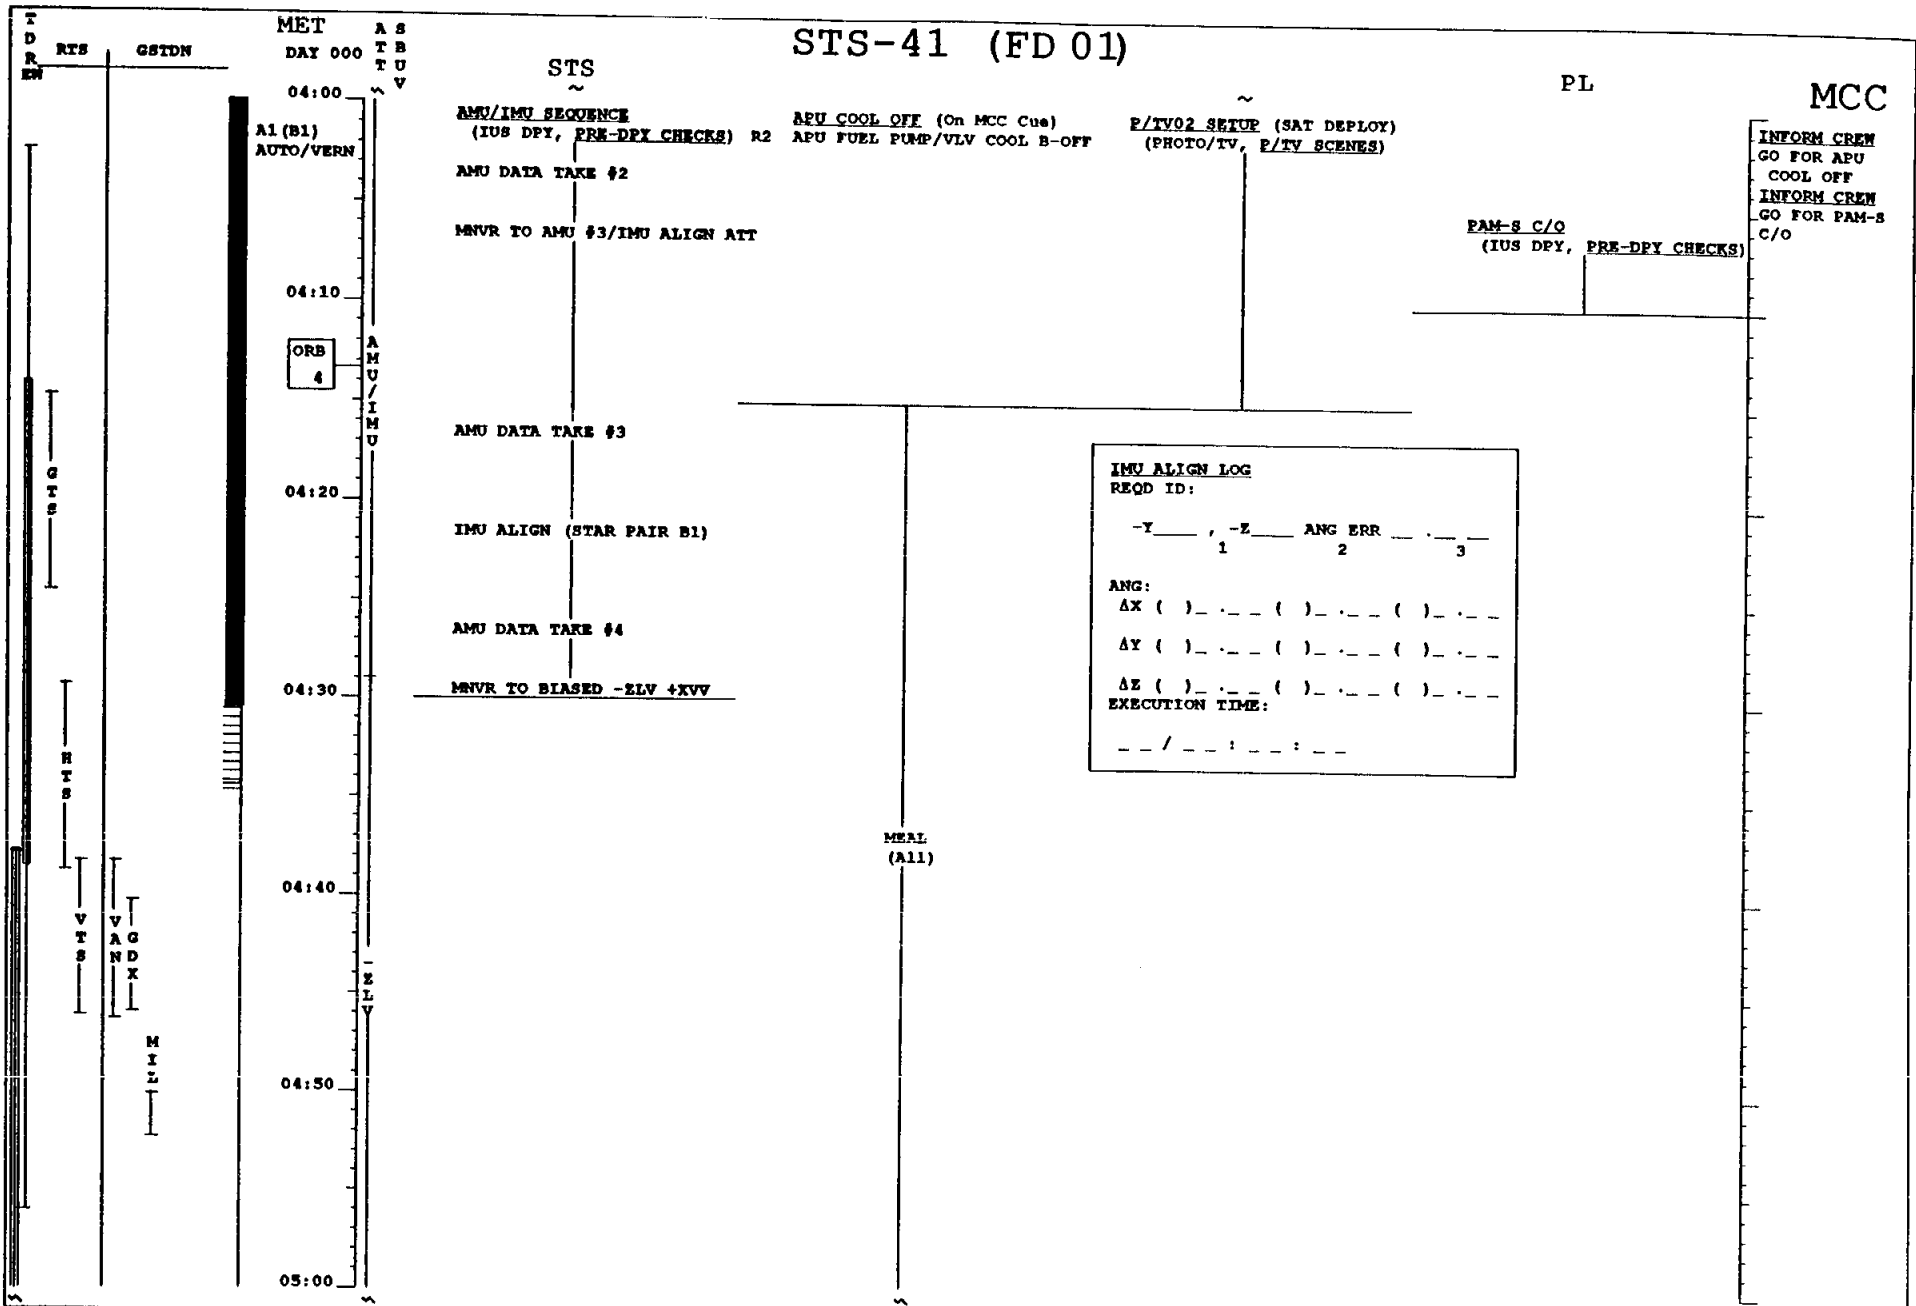 STS-41 (FD 01)
TDREW
RTS
GSTDN
MET
DAY 000
ATT
SBUV
STS
PL
MCC
04:00
A1(B1)
AUTO/VERN
AMU/IMU SEQUENCE
(IUS DPY, PRE-DPY CHECKS) R2
APU COOL OFF (On MCC Cue)
APU FUEL PUMP/VLV COOL B-OFF
P/TV02 SETUP (SAT DEPLOY)
(PHOTO/TV, P/TV SCENES)
INFORM CREW
GO FOR APU
COOL OFF
INFORM CREW
GO FOR PAM-S
C/O
AMU DATA TAKE #2
MNVR TO AMU #3/IMU ALIGN ATT
PAM-S C/O
(IUS DPY, PRE-DPY CHECKS)
04:10
ORB
4
AMU/IMU
AMU DATA TAKE #3
GTS
04:20
IMU ALIGN (STAR PAIR B1)
AMU DATA TAKE #4
04:30
MNVR TO BIASED -ZLV +XVV
IMU ALIGN LOG
REQD ID:
-Y____ , -Z____ ANG ERR __ .__ __
1 2 3
ANG:
ΔX ( )_ ._ _ ( )_ ._ _ ( )_ ._ _
ΔY ( )_ ._ _ ( )_ ._ _ ( )_ ._ _
ΔZ ( )_ ._ _ ( )_ ._ _ ( )_ ._ _
EXECUTION TIME:
_ _ / _ _ : _ _ : _ _
HTS
MEAL
(All)
04:40
VTS
VAN
GDX
-ZLV
MIL
04:50
05:00